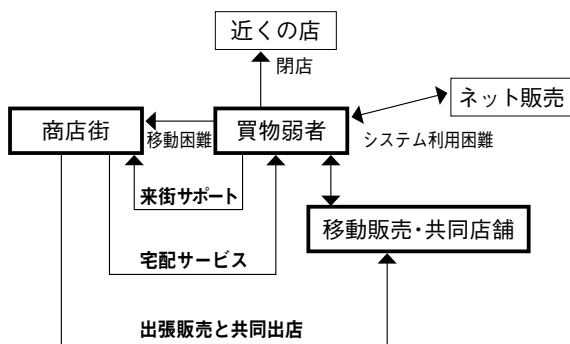 近くの店
閉店
ネット販売
商店街
移動困難
買物弱者
システム利用困難
来街サポート
移動販売・共同店舗
宅配サービス
出張販売と共同出店